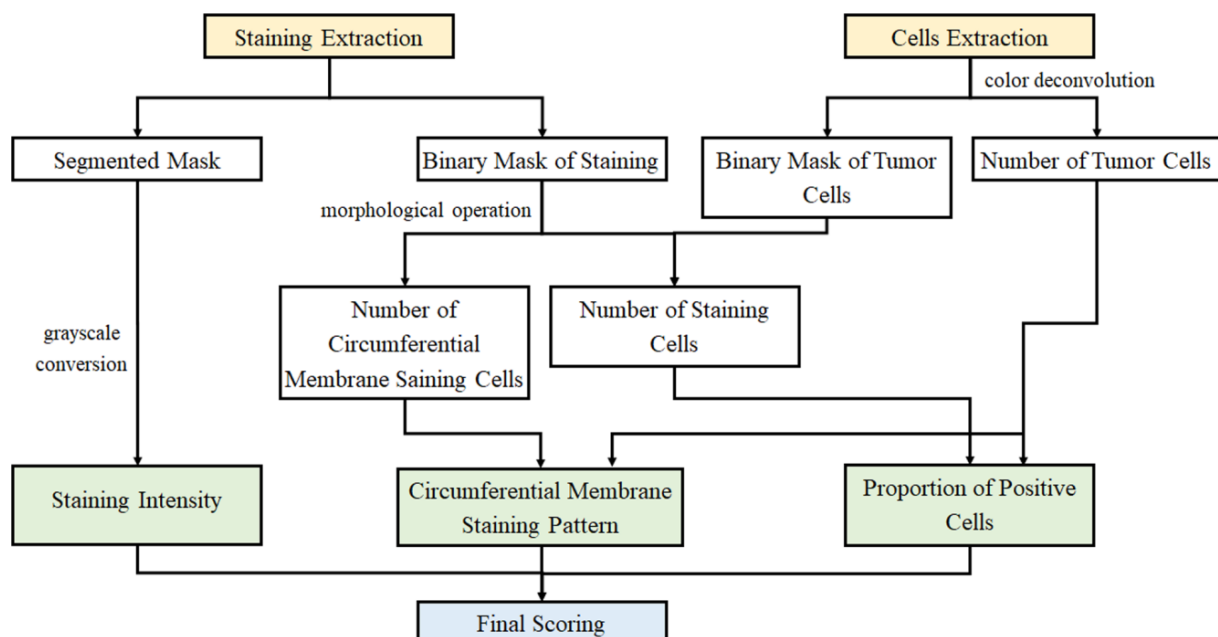 Staining Extraction
Cells Extraction
color deconvolution
Segmented Mask
Binary Mask of Staining
Binary Mask of Tumor
Cells
Number of Tumor Cells
morphological operation
Number of
Circumferential
Membrane Saining Cells
Number of Staining
Cells
grayscale
conversion
Staining Intensity
Circumferential Membrane
Staining Pattern
Proportion of Positive
Cells
Final Scoring